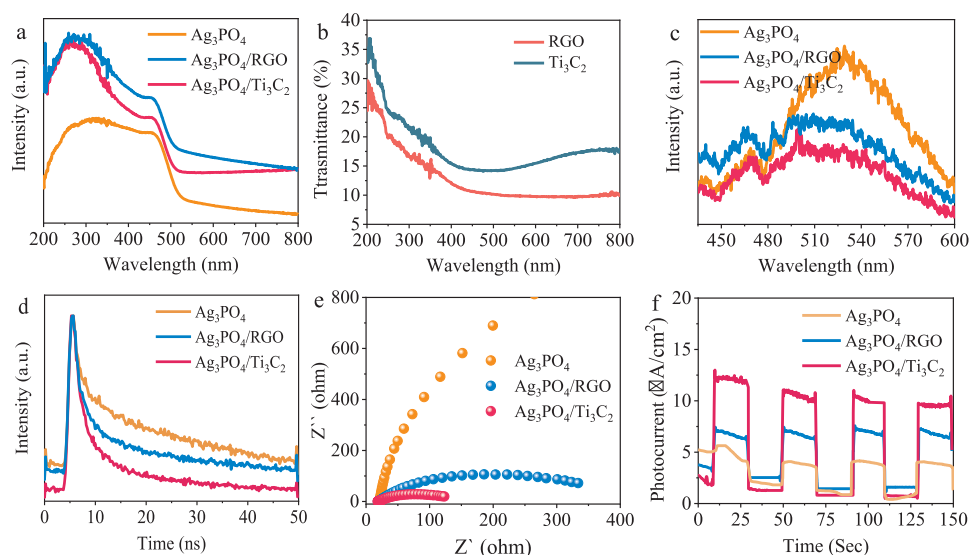 a
Ag₃PO₄
Ag₃PO₄/RGO
Ag₃PO₄/Ti₃C₂
Intensity (a.u.)
200 300 400 500 600 700 800
Wavelength (nm)
b
RGO
Ti₃C₂
Ttrasmittance (%)
40
35
30
25
20
15
10
5
200 300 400 500 600 700 800
Wavelength (nm)
c
Ag₃PO₄
Ag₃PO₄/RGO
Ag₃PO₄/Ti₃C₂
Intensity (a.u.)
450 480 510 540 570 600
Wavelength (nm)
d
Ag₃PO₄
Ag₃PO₄/RGO
Ag₃PO₄/Ti₃C₂
Intensity (a.u.)
0 10 20 30 40 50
Time (ns)
e
Ag₃PO₄
Ag₃PO₄/RGO
Ag₃PO₄/Ti₃C₂
Z`` (ohm)
800
600
400
200
0
0 100 200 300 400
Z` (ohm)
f
Ag₃PO₄
Ag₃PO₄/RGO
Ag₃PO₄/Ti₃C₂
Photocurrent (□A/cm²)
20
15
10
5
0
0 25 50 75 100 125 150
Time (Sec)